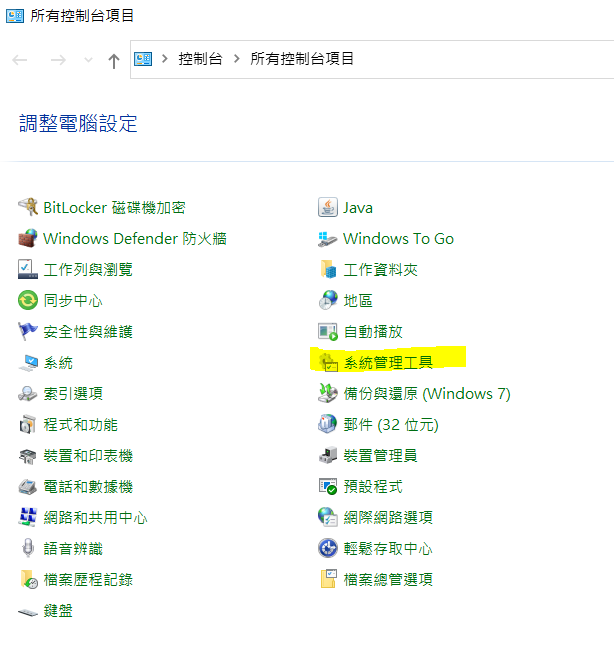 所有控制台項目
控制台 > 所有控制台項目
調整電腦設定
BitLocker 磁碟機加密
Java
Windows Defender 防火牆
Windows To Go
工作列與瀏覽
工作資料夾
同步中心
地區
安全性與維護
自動播放
系統
系統管理工具
索引選項
備份與還原 (Windows 7)
程式和功能
郵件 (32 位元)
裝置和印表機
裝置管理員
電話和數據機
預設程式
網路和共用中心
網際網路選項
語音辨識
輕鬆存取中心
檔案歷程記錄
檔案總管選項
鍵盤